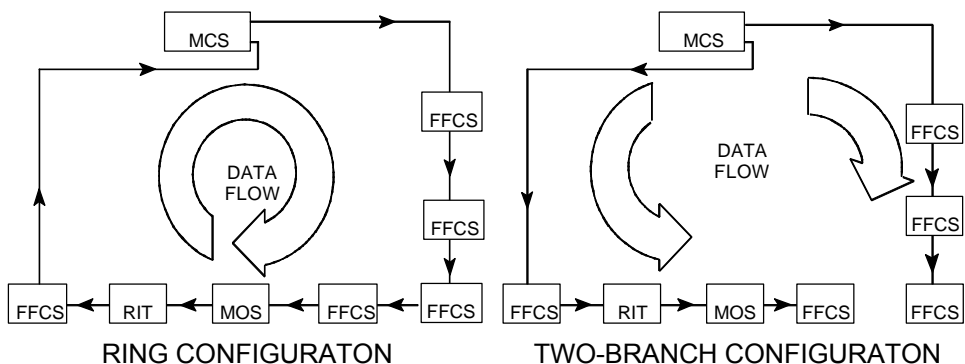 MCS
FFCS
DATA
FLOW
FFCS
FFCS
RIT
MOS
FFCS
FFCS
RING CONFIGURATON
MCS
FFCS
DATA
FLOW
FFCS
FFCS
RIT
MOS
FFCS
FFCS
TWO-BRANCH CONFIGURATON